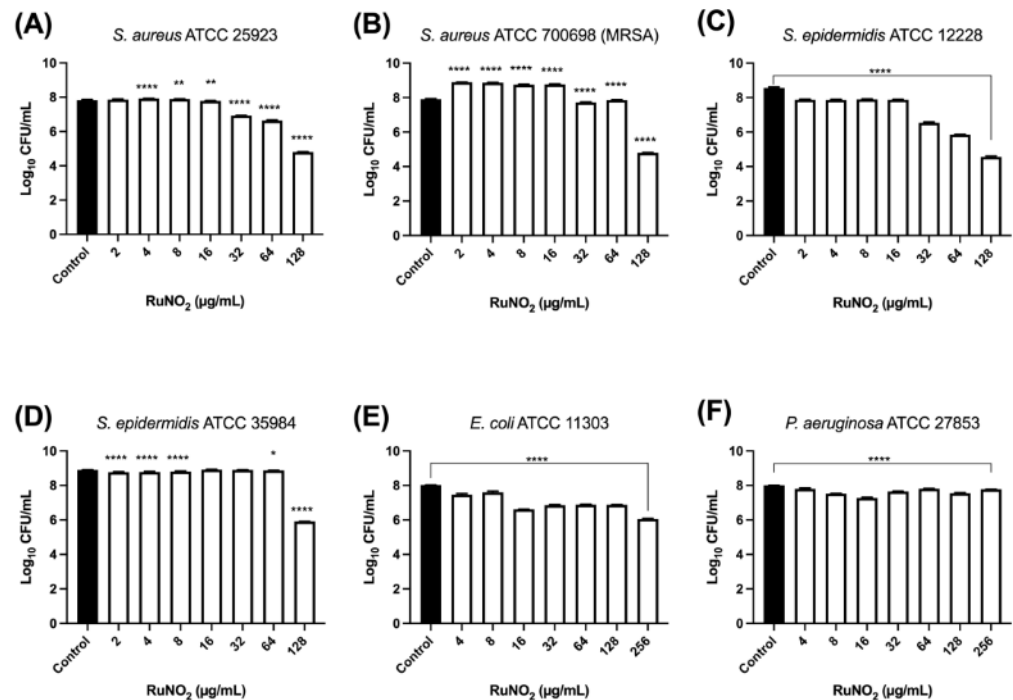 (A)
S. aureus ATCC 25923
Log10 CFU/mL
10
8
6
4
2
0
**** ** ** **** **** ****
Control 2 4 8 16 32 64 128
RuNO2 (µg/mL)
(B)
S. aureus ATCC 700698 (MRSA)
Log10 CFU/mL
10
8
6
4
2
0
**** **** **** **** **** **** ****
Control 2 4 8 16 32 64 128
RuNO2 (µg/mL)
(C)
S. epidermidis ATCC 12228
Log10 CFU/mL
10
8
6
4
2
0
****
Control 2 4 8 16 32 64 128
RuNO2 (µg/mL)
(D)
S. epidermidis ATCC 35984
Log10 CFU/mL
10
8
6
4
2
0
**** **** **** * ****
Control 2 4 8 16 32 64 128
RuNO2 (µg/mL)
(E)
E. coli ATCC 11303
Log10 CFU/mL
10
8
6
4
2
0
****
Control 4 8 16 32 64 128 256
RuNO2 (µg/mL)
(F)
P. aeruginosa ATCC 27853
Log10 CFU/mL
10
8
6
4
2
0
****
Control 4 8 16 32 64 128 256
RuNO2 (µg/mL)